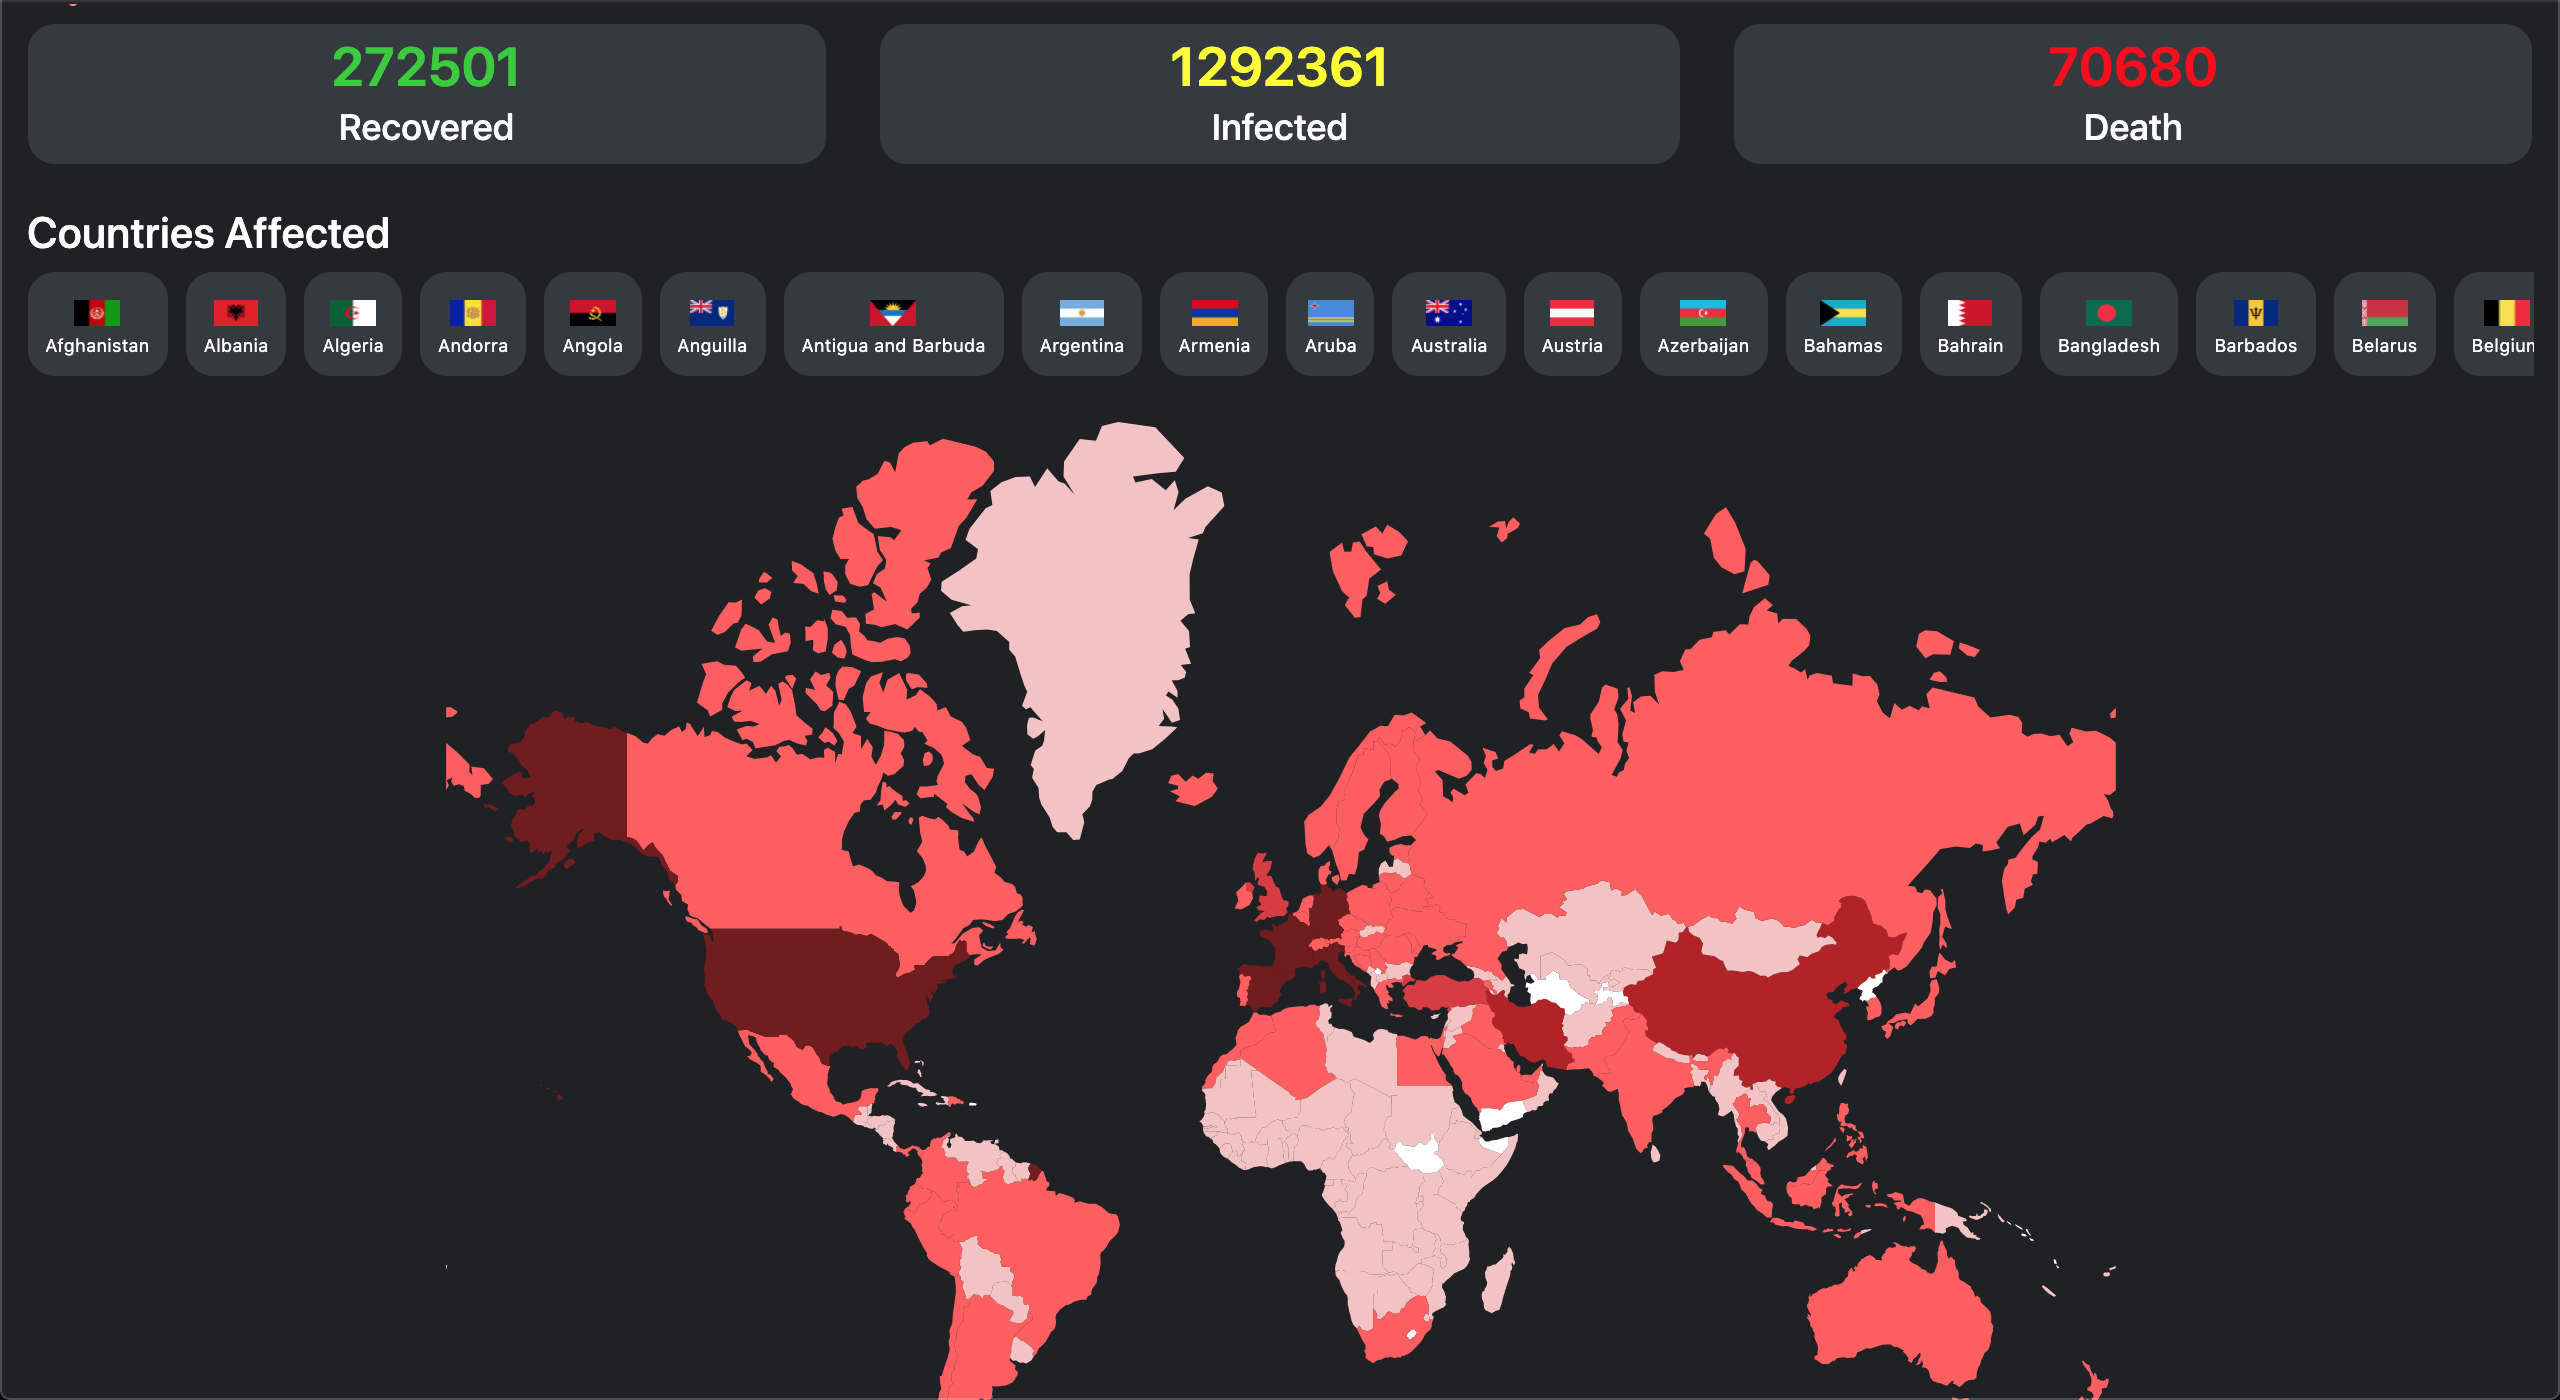 272501
Recovered
1292361
Infected
70680
Death
Countries Affected
Afghanistan
Albania
Algeria
Andorra
Angola
Anguilla
Antigua and Barbuda
Argentina
Armenia
Aruba
Australia
Austria
Azerbaijan
Bahamas
Bahrain
Bangladesh
Barbados
Belarus